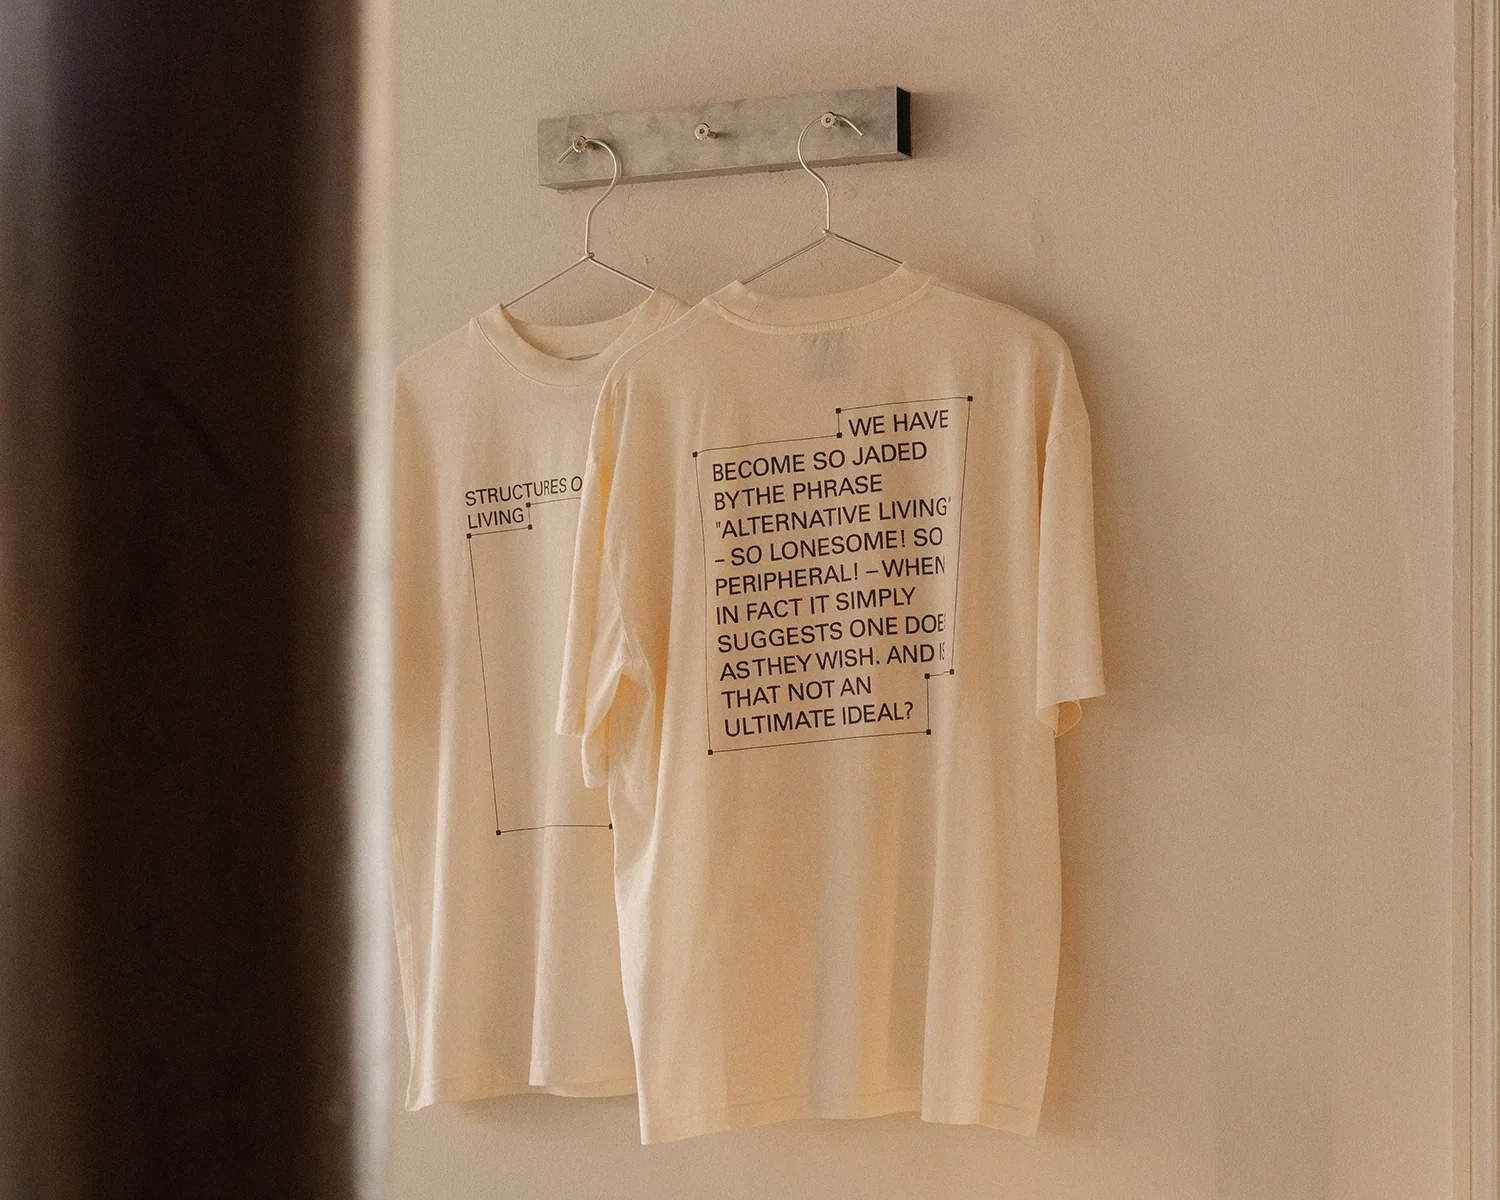 STRUCTURES O
LIVING
WE HAVE
BECOME SO JADED
BY THE PHRASE
"ALTERNATIVE LIVING"
– SO LONESOME! SO
PERIPHERAL! – WHEN
IN FACT IT SIMPLY
SUGGESTS ONE DOES
AS THEY WISH. AND IS
THAT NOT AN
ULTIMATE IDEAL?